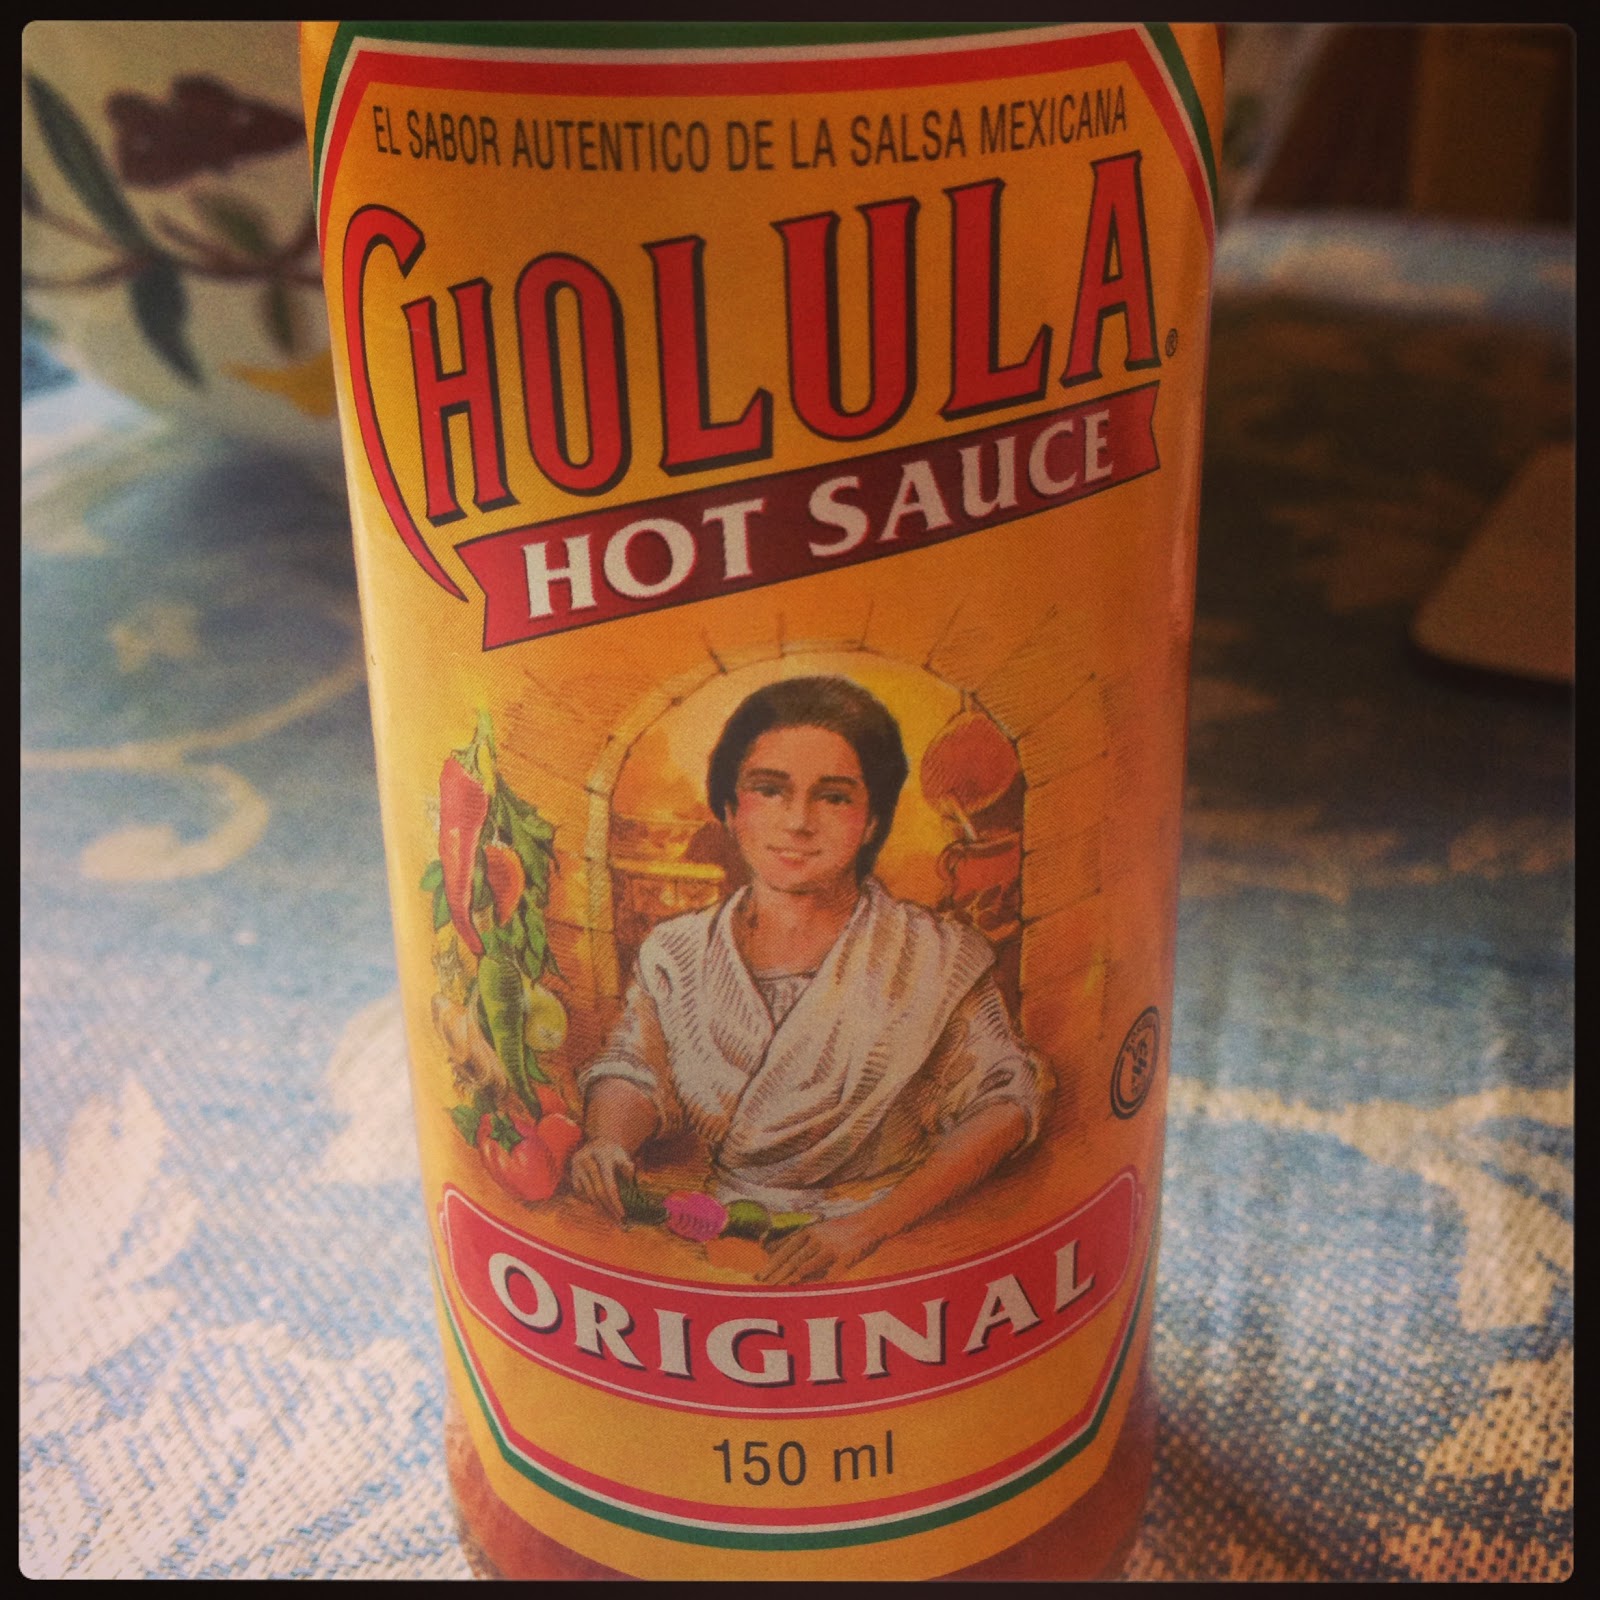 EL SABOR AUTENTICO DE LA SALSA MEXICANA
CHOLULA®
HOT SAUCE
ORIGINAL
150 ml